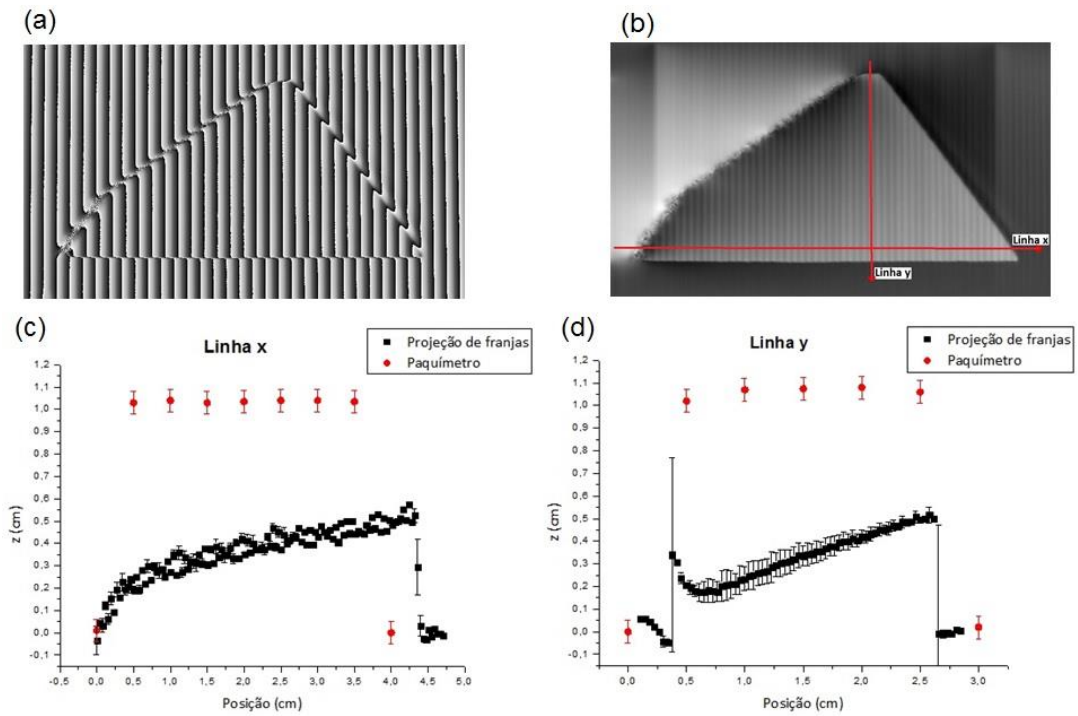 (a)
(b)
Linha x
Linha y
(c)
Linha x
Projeção de franjas
Paquímetro
1,2
1,1
1,0
0,9
0,8
0,7
0,6
0,5
0,4
0,3
0,2
0,1
0,0
-0,1
z (cm)
-0,5 0,0 0,5 1,0 1,5 2,0 2,5 3,0 3,5 4,0 4,5 5,0
Posição (cm)
(d)
Linha y
Projeção de franjas
Paquímetro
1,2
1,1
1,0
0,9
0,8
0,7
0,6
0,5
0,4
0,3
0,2
0,1
0,0
-0,1
z (cm)
0,0 0,5 1,0 1,5 2,0 2,5 3,0
Posição (cm)